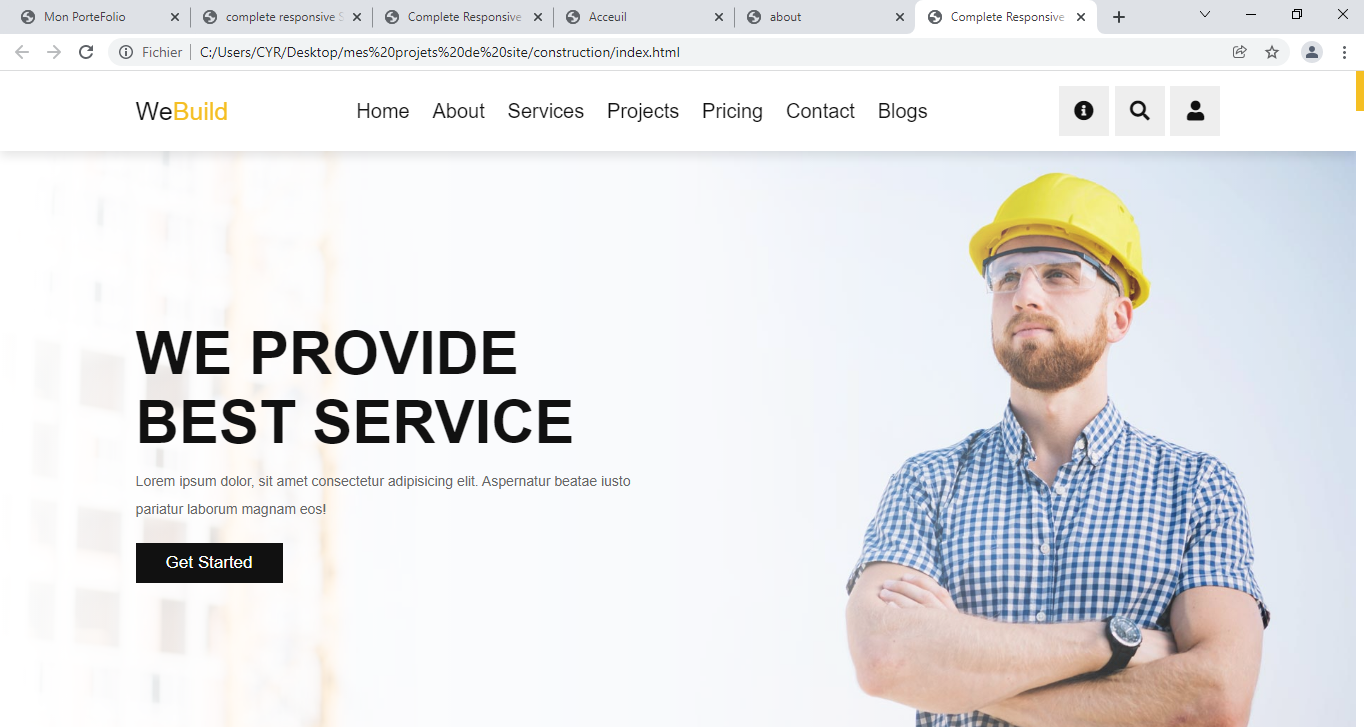 Mon PorteFolio
complete responsive S
Complete Responsive
Acceuil
about
Complete Responsive
Fichier C:/Users/CYR/Desktop/mes%20projets%20de%20site/construction/index.html
WeBuild
Home About Services Projects Pricing Contact Blogs
WE PROVIDE
BEST SERVICE
Lorem ipsum dolor, sit amet consectetur adipisicing elit. Aspernatur beatae iusto
pariatur laborum magnam eos!
Get Started